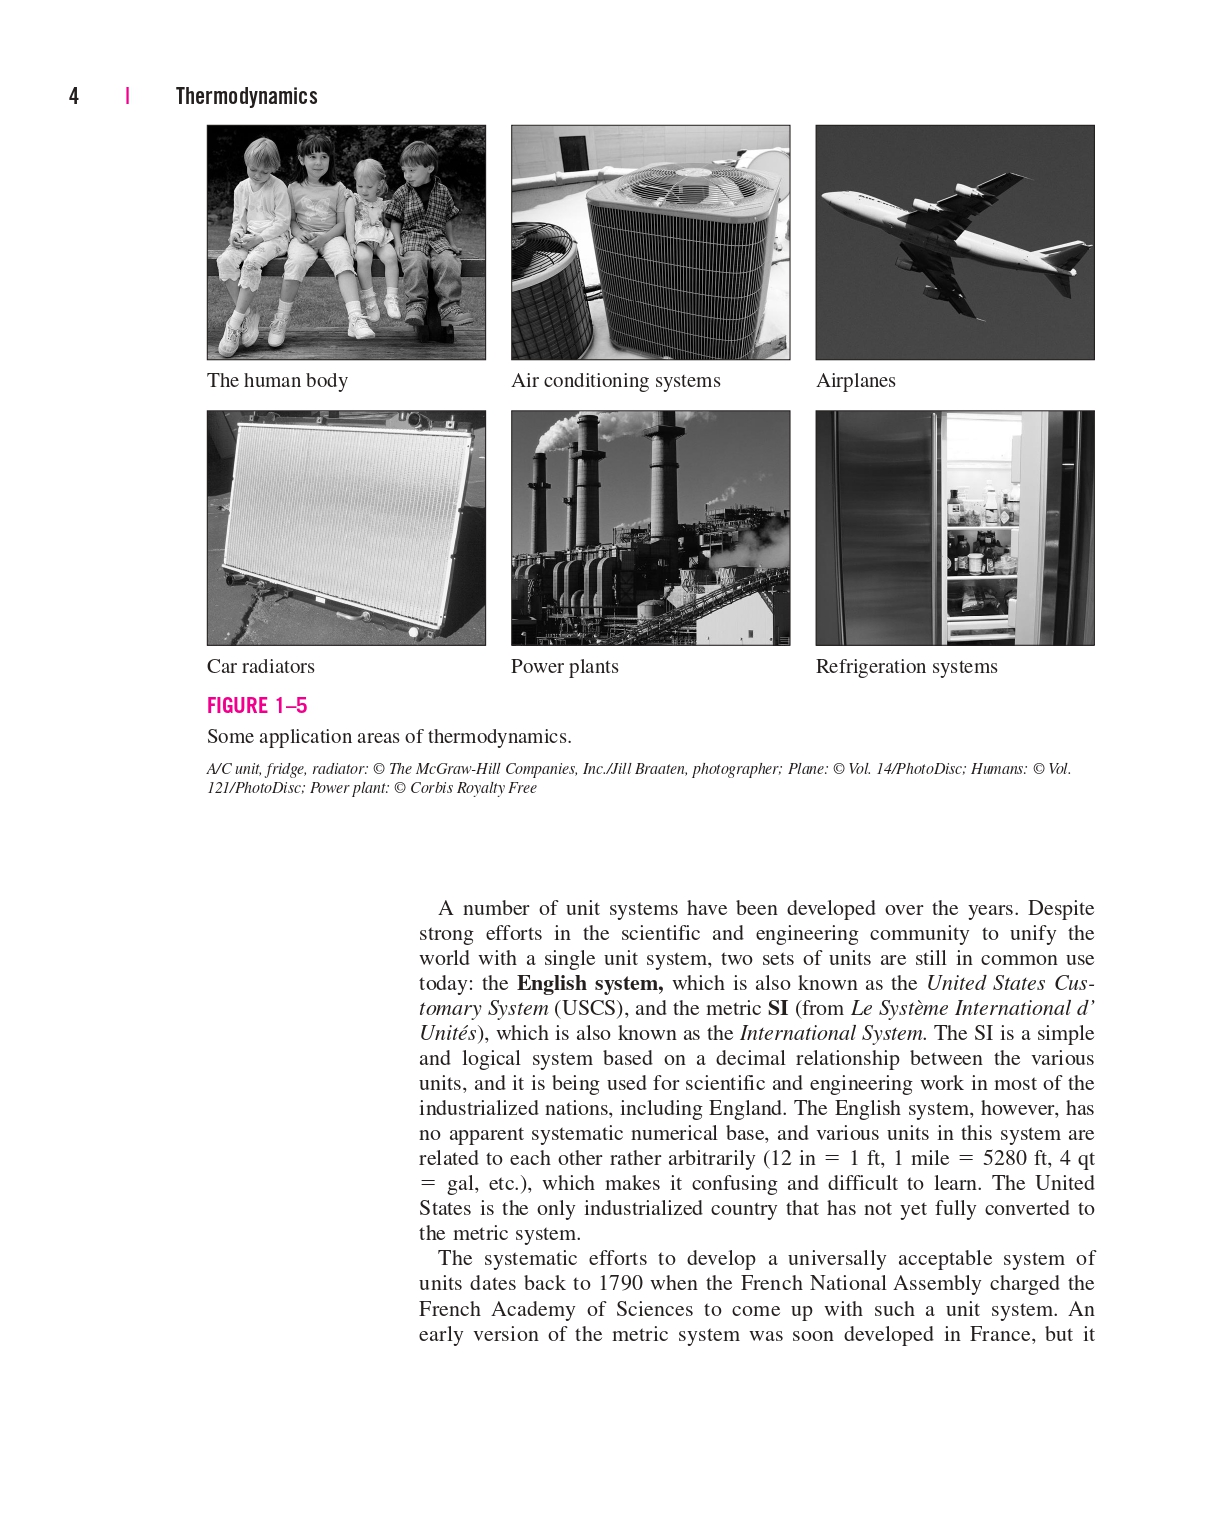 4 | Thermodynamics
The human body
Air conditioning systems
Airplanes
Car radiators
Power plants
Refrigeration systems
FIGURE 1–5
Some application areas of thermodynamics.
A/C unit, fridge, radiator: © The McGraw-Hill Companies, Inc./Jill Braaten, photographer; Plane: © Vol. 14/PhotoDisc; Humans: © Vol.
121/PhotoDisc; Power plant: © Corbis Royalty Free
A number of unit systems have been developed over the years. Despite
strong efforts in the scientific and engineering community to unify the
world with a single unit system, two sets of units are still in common use
today: the English system, which is also known as the United States Cus-
tomary System (USCS), and the metric SI (from Le Système International d’
Unités), which is also known as the International System. The SI is a simple
and logical system based on a decimal relationship between the various
units, and it is being used for scientific and engineering work in most of the
industrialized nations, including England. The English system, however, has
no apparent systematic numerical base, and various units in this system are
related to each other rather arbitrarily (12 in = 1 ft, 1 mile = 5280 ft, 4 qt
= gal, etc.), which makes it confusing and difficult to learn. The United
States is the only industrialized country that has not yet fully converted to
the metric system.
The systematic efforts to develop a universally acceptable system of
units dates back to 1790 when the French National Assembly charged the
French Academy of Sciences to come up with such a unit system. An
early version of the metric system was soon developed in France, but it